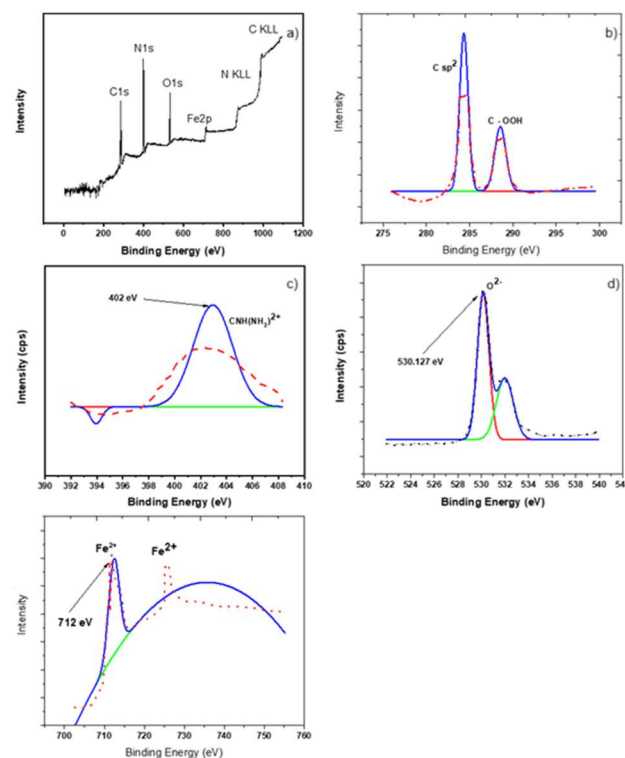 a)
C KLL
N1s
N KLL
C1s
O1s
Fe2p
Intensity
0 200 400 600 800 1000 1200
Binding Energy (eV)
b)
C sp2
C - OOH
Intensity
275 280 285 290 295 300
Binding Energy (eV)
c)
402 eV
CNH(NH2)2+
Intensity (cps)
390 392 394 396 398 400 402 404 406 408 410
Binding Energy (eV)
d)
O2-
530.127 eV
Intensity (cps)
520 522 524 526 528 530 532 534 536 538 540 54
Binding Energy (eV)
Fe2+
Fe2+
712 eV
Intensity
700 710 720 730 740 750 760
Binding Energy (eV)